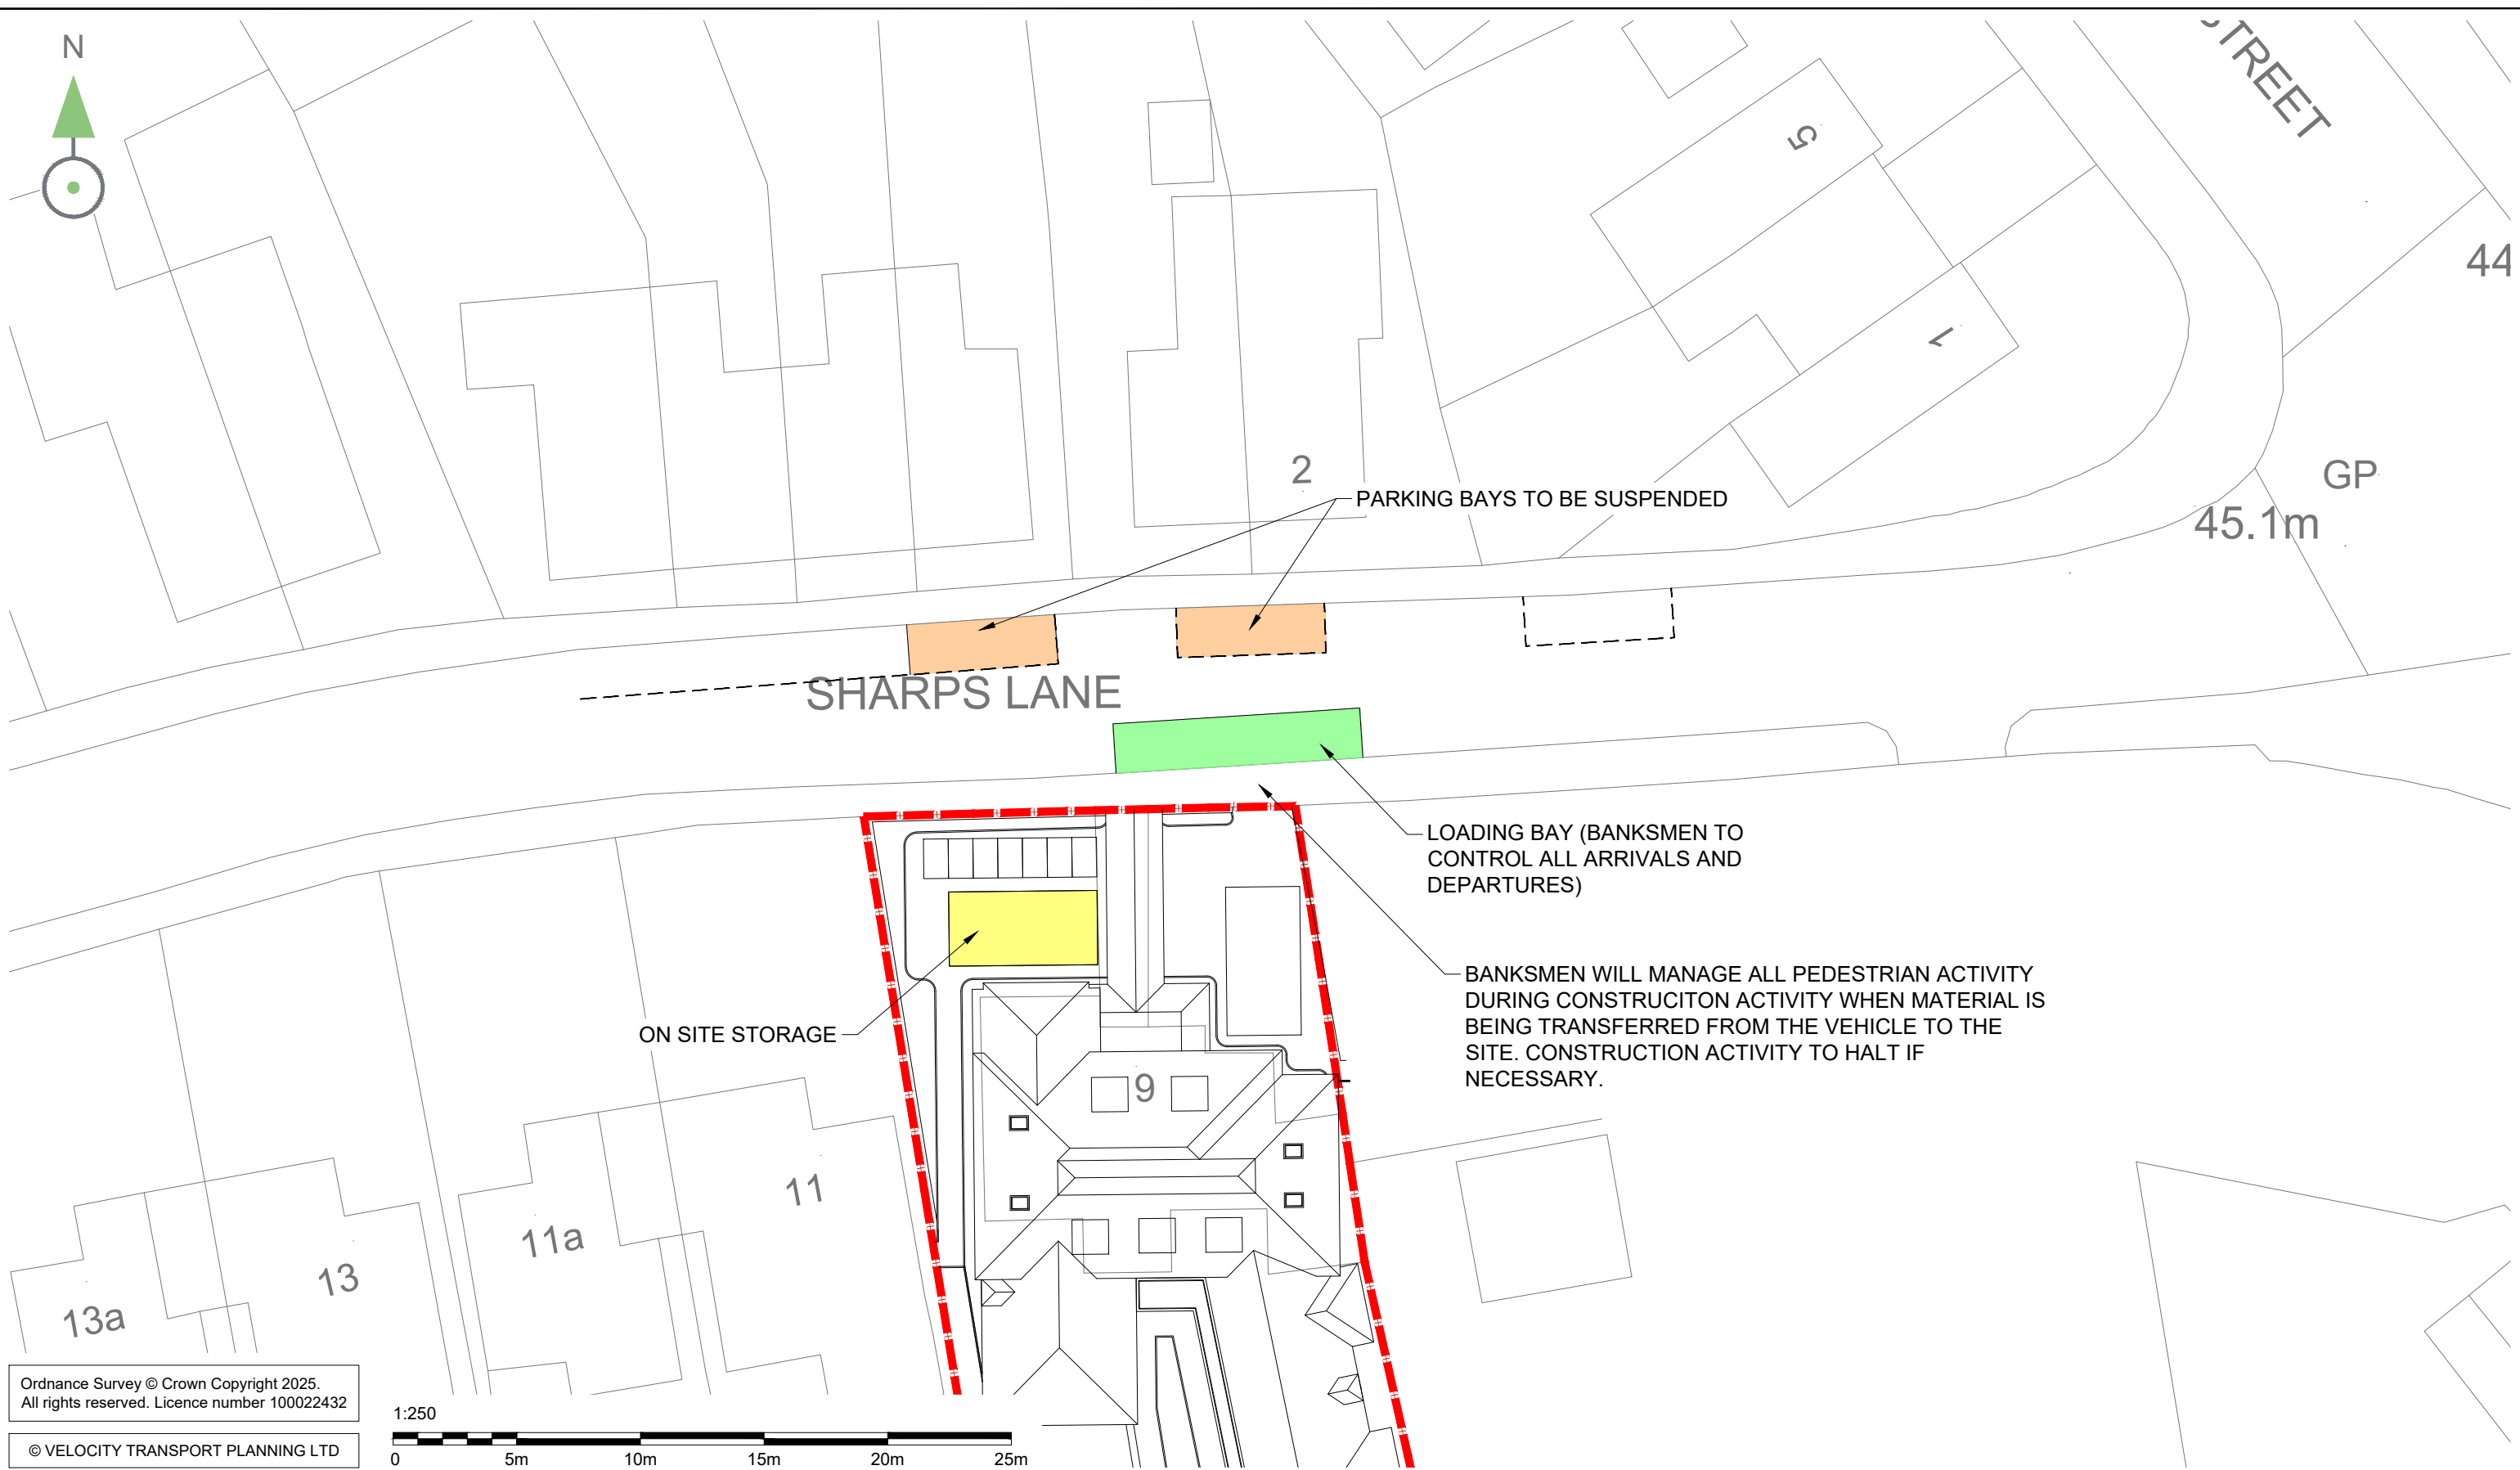 N
STREET
5
44
1
2
GP
PARKING BAYS TO BE SUSPENDED
45.1m
SHARPS LANE
LOADING BAY (BANKSMEN TO
CONTROL ALL ARRIVALS AND
DEPARTURES)
BANKSMEN WILL MANAGE ALL PEDESTRIAN ACTIVITY
DURING CONSTRUCITON ACTIVITY WHEN MATERIAL IS
BEING TRANSFERRED FROM THE VEHICLE TO THE
SITE. CONSTRUCTION ACTIVITY TO HALT IF
NECESSARY.
ON SITE STORAGE
9
11
11a
13
13a
Ordnance Survey © Crown Copyright 2025.
All rights reserved. Licence number 100022432
© VELOCITY TRANSPORT PLANNING LTD
1:250
0 5m 10m 15m 20m 25m